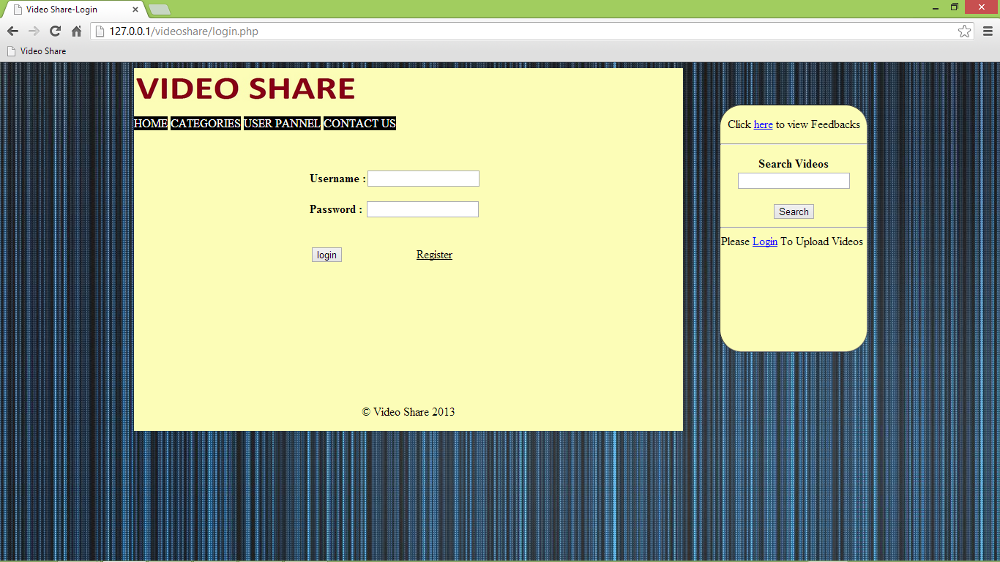 Video Share-Login
127.0.0.1/videoshare/login.php
Video Share
VIDEO SHARE
HOME CATEGORIES USER PANNEL CONTACT US
Username :
Password :
login Register
© Video Share 2013
Click here to view Feedbacks
Search Videos
Search
Please Login To Upload Videos